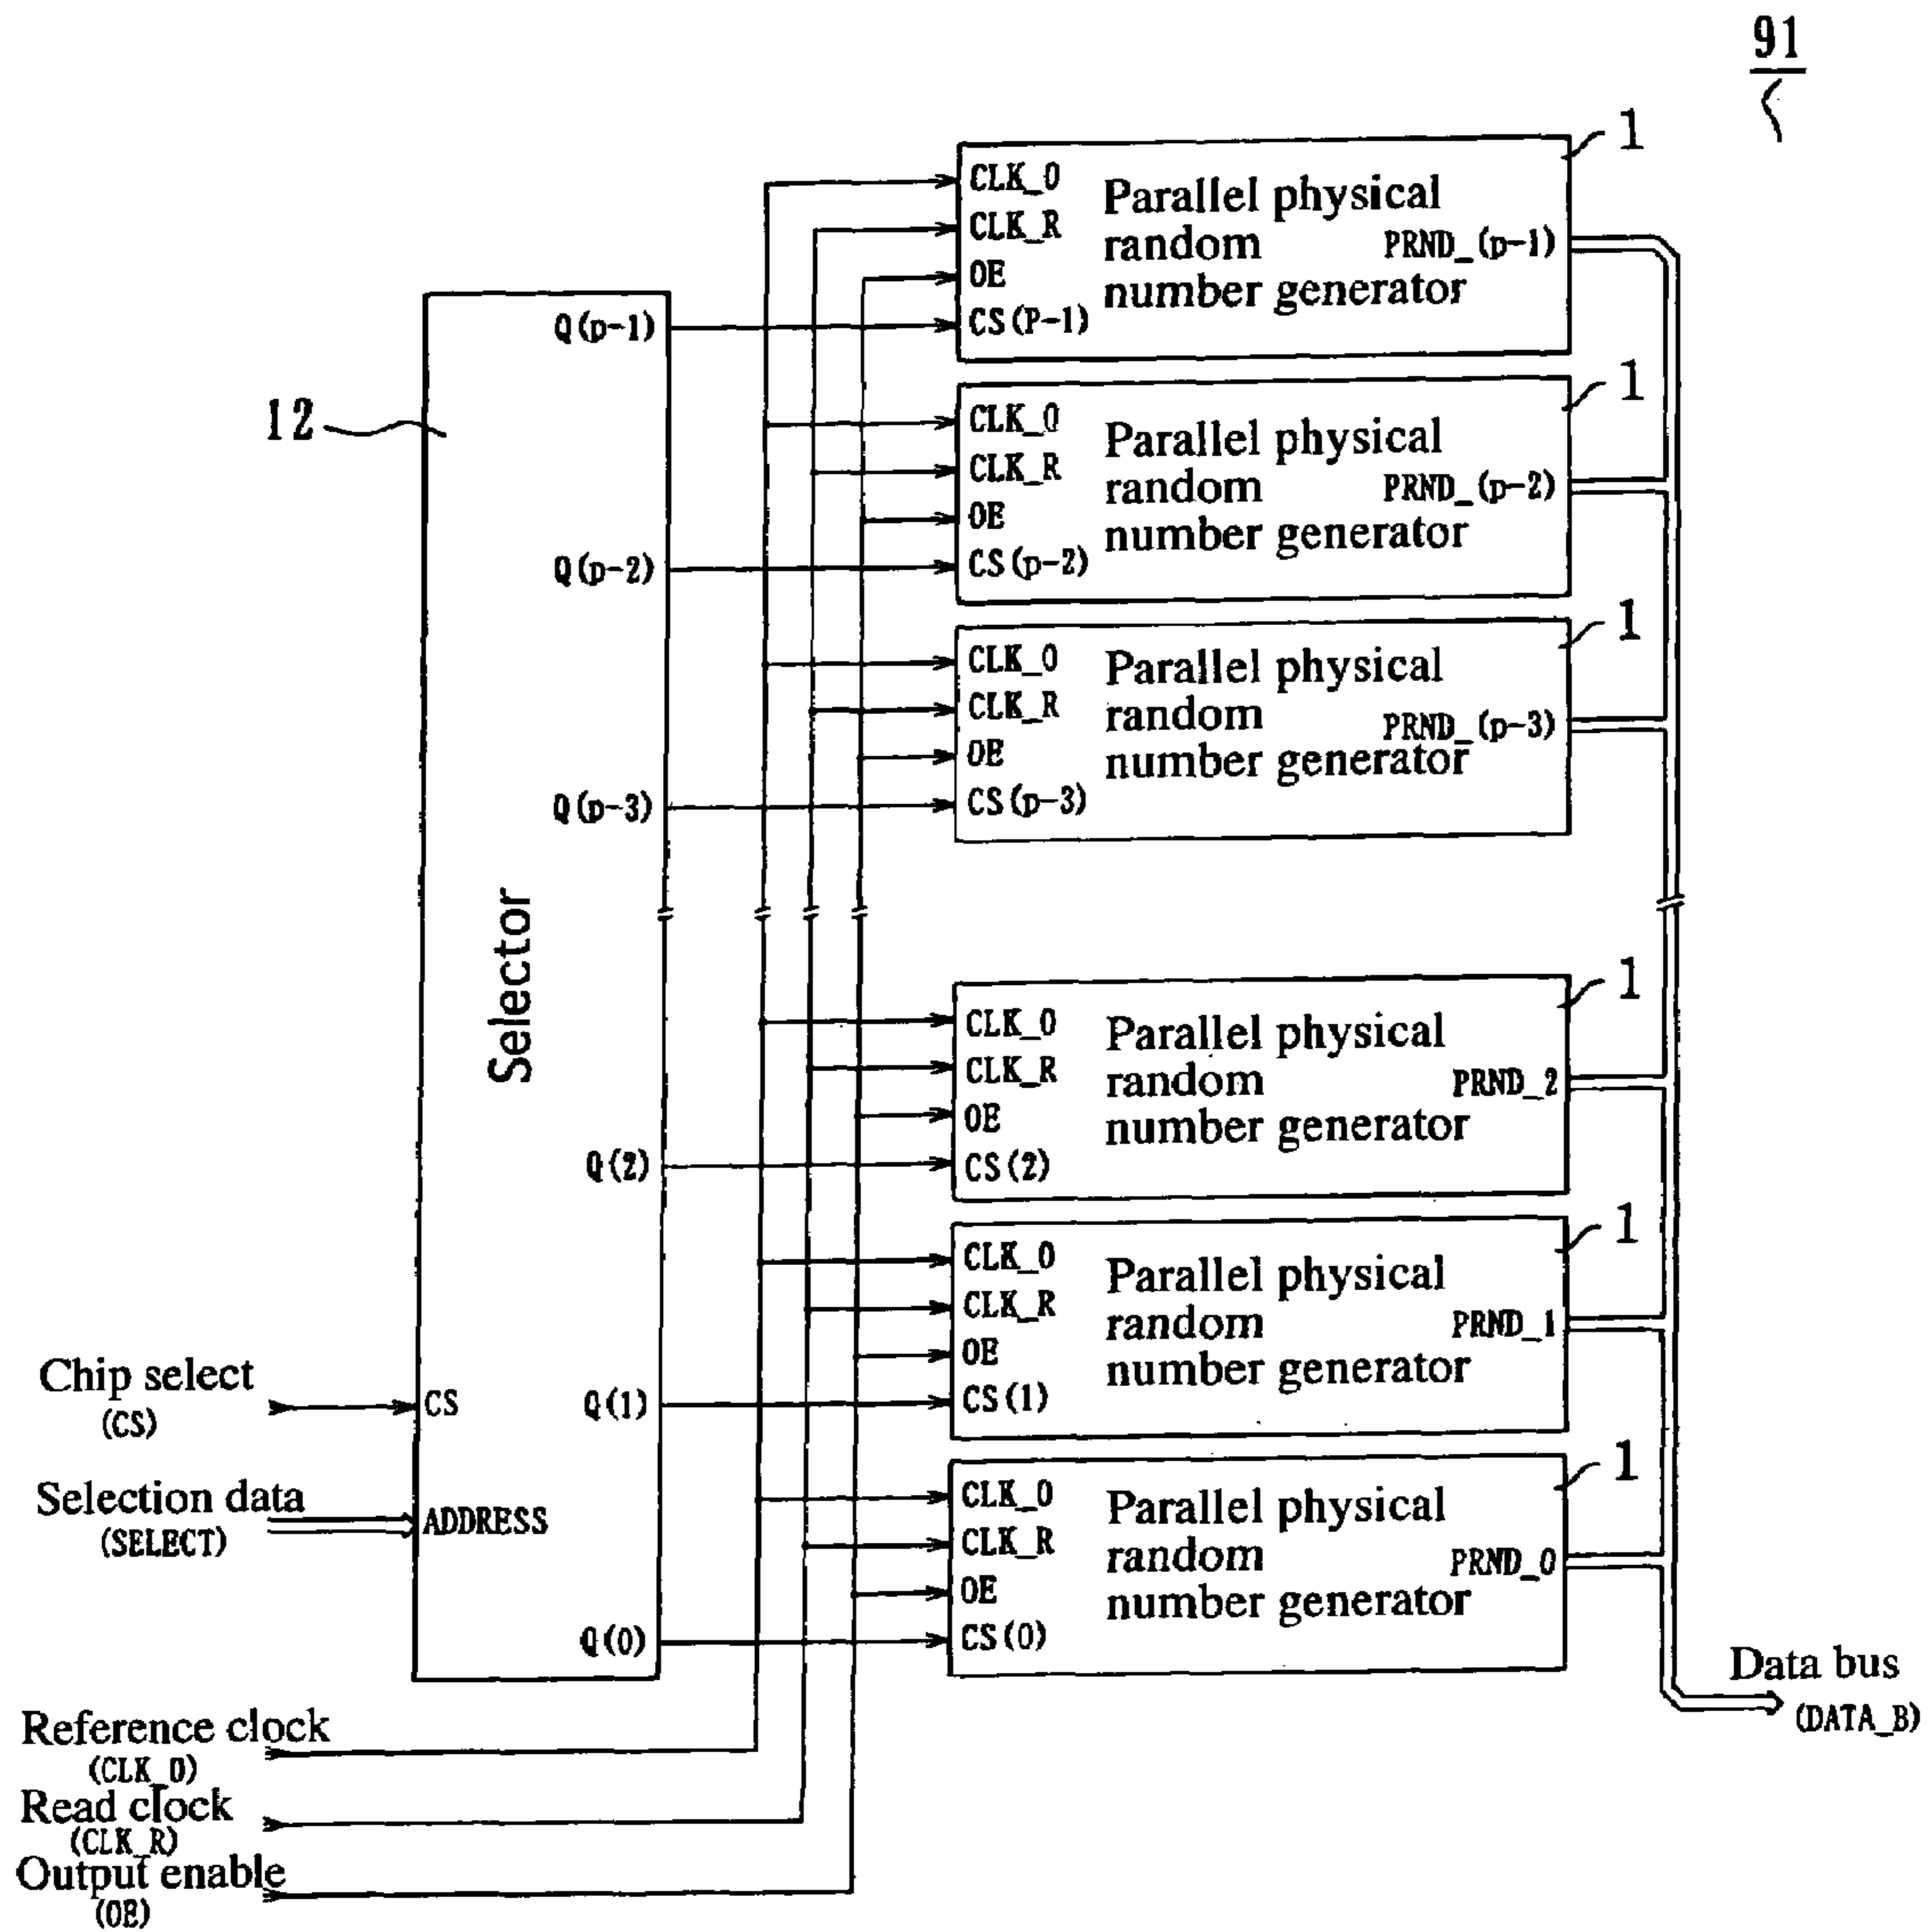 91
12
Selector
Q(p-1)
Q(p-2)
Q(p-3)
Q(2)
Q(1)
Q(0)
CS
ADDRESS
Chip select
(CS)
Selection data
(SELECT)
Reference clock
(CLK_0)
Read clock
(CLK_R)
Output enable
(OE)
1
CLK_0
CLK_R
OE
CS(P-1)
Parallel physical
random
number generator
PRND_(p-1)
1
CLK_0
CLK_R
OE
CS(p-2)
Parallel physical
random
number generator
PRND_(p-2)
1
CLK_0
CLK_R
OE
CS(p-3)
Parallel physical
random
number generator
PRND_(p-3)
1
CLK_0
CLK_R
OE
CS(2)
Parallel physical
random
number generator
PRND_2
1
CLK_0
CLK_R
OE
CS(1)
Parallel physical
random
number generator
PRND_1
1
CLK_0
CLK_R
OE
CS(0)
Parallel physical
random
number generator
PRND_0
Data bus
(DATA_B)